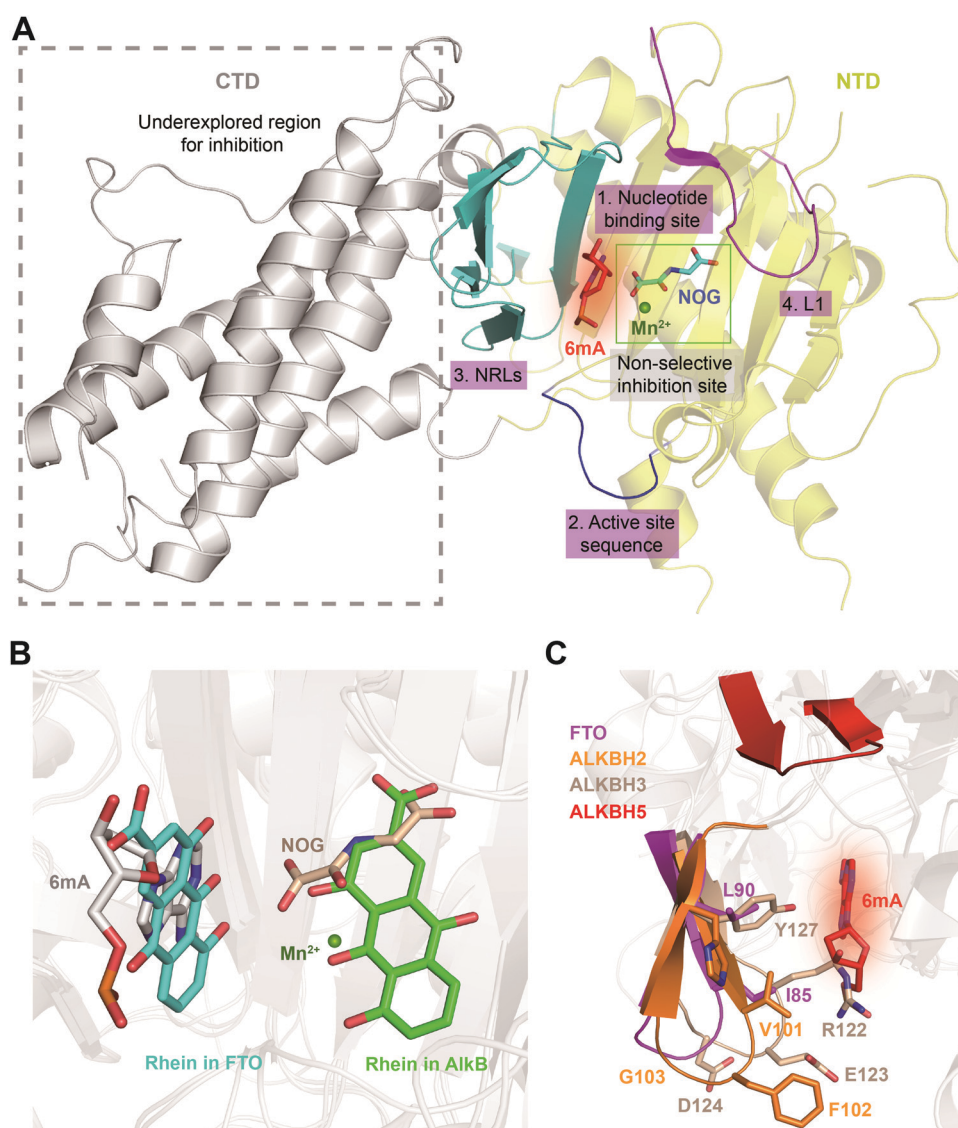 A
CTD
NTD
Underexplored region
for inhibition
1. Nucleotide
binding site
NOG
4. L1
Mn²⁺
6mA
3. NRLs
Non-selective
inhibition site
2. Active site
sequence
B
6mA
NOG
Mn²⁺
Rhein in FTO
Rhein in AlkB
C
FTO
ALKBH2
ALKBH3
ALKBH5
L90
6mA
Y127
I85
V101
R122
G103
E123
D124
F102